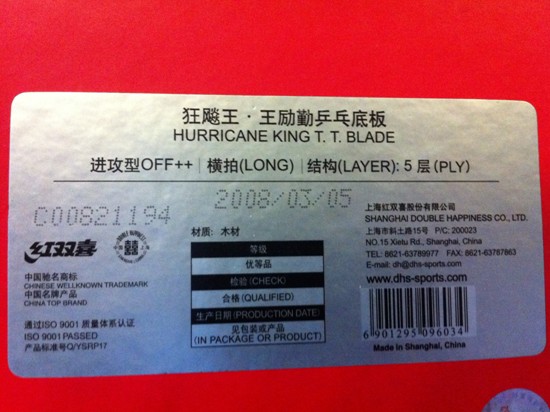 狂飚王·王励勤乒乓底板
HURRICANE KING T. T. BLADE
进攻型OFF++ 横拍(LONG) 结构(LAYER): 5 层(PLY)
C00821194
2008/03/05
红双喜
中国驰名商标
CHINESE WELLKNOWN TRADEMARK
中国名牌产品
CHINA TOP BRAND
通过ISO 9001 质量体系认证
ISO 9001 PASSED
产品标准号Q/YSRP17
材质: 木材
等级
优等品
检验(CHECK)
合格(QUALIFIED)
生产日期(PRODUCTION DATE)
见包装或产品
(IN PACKAGE OR PRODUCT)
上海红双喜股份有限公司
SHANGHAI DOUBLE HAPPINESS CO., LTD.
上海市斜土路15号 P/C: 200023
NO.15 Xietu Rd., Shanghai, China
TEL: 8621-63789977 FAX: 8621-63767863
E-mail: dh@dhs-sports.com
www.dhs-sports.com
6 901295 096034
Made in Shanghai, China